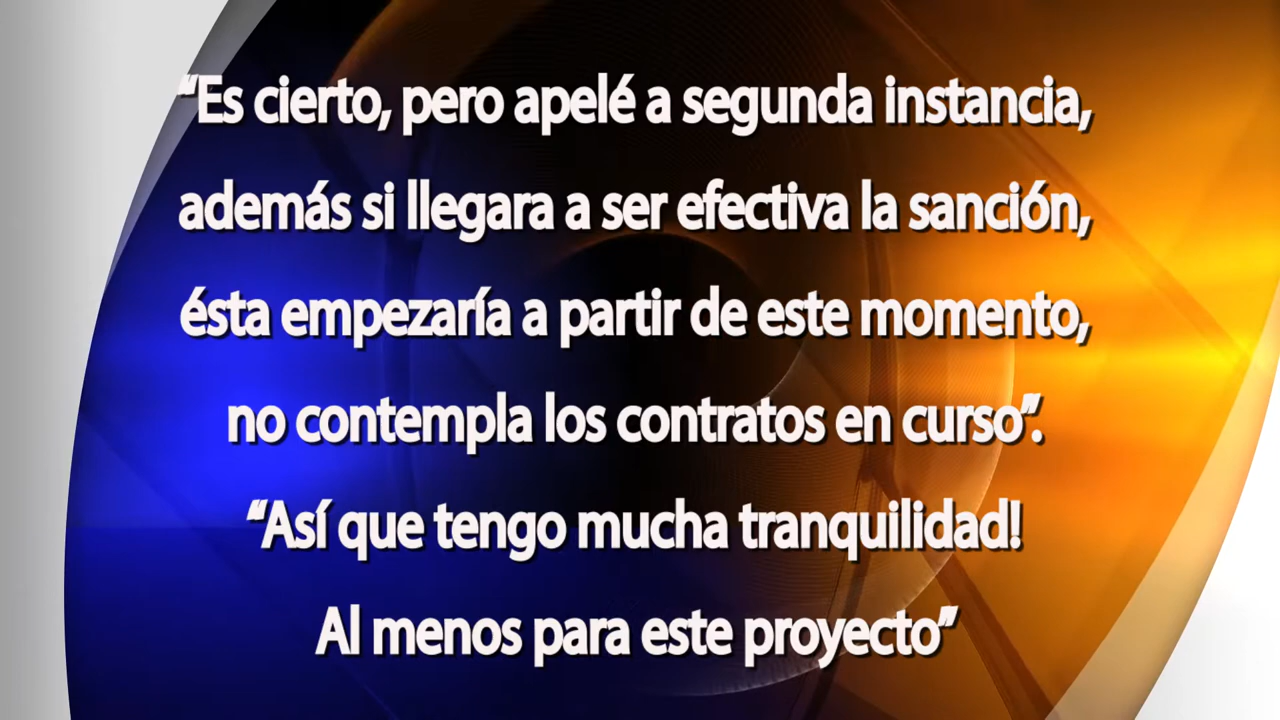 “Es cierto, pero apelé a segunda instancia,
además si llegara a ser efectiva la sanción,
ésta empezaría a partir de este momento,
no contempla los contratos en curso”.
“Así que tengo mucha tranquilidad!
Al menos para este proyecto”